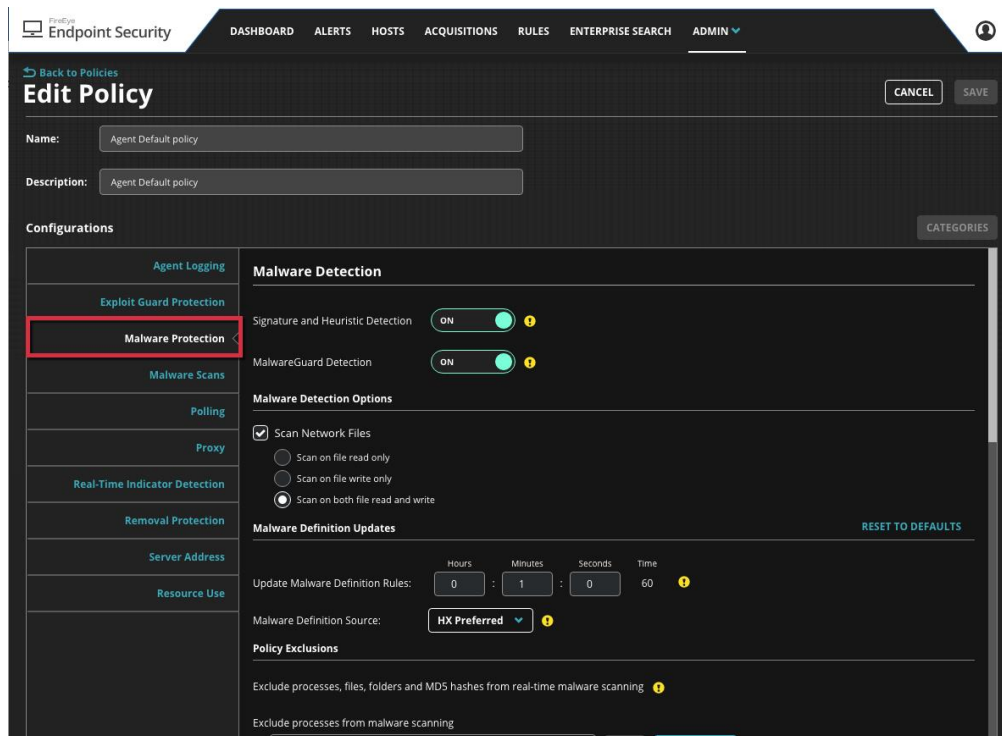 FireEye
Endpoint Security
DASHBOARD ALERTS HOSTS ACQUISITIONS RULES ENTERPRISE SEARCH ADMIN
Back to Policies
Edit Policy
CANCEL SAVE
Name: Agent Default policy
Description: Agent Default policy
Configurations
CATEGORIES
Agent Logging
Exploit Guard Protection
Malware Protection
Malware Scans
Polling
Proxy
Real-Time Indicator Detection
Removal Protection
Server Address
Resource Use
Malware Detection
Signature and Heuristic Detection ON
MalwareGuard Detection ON
Malware Detection Options
Scan Network Files
Scan on file read only
Scan on file write only
Scan on both file read and write
Malware Definition Updates RESET TO DEFAULTS
Hours Minutes Seconds Time
Update Malware Definition Rules: 0 : 1 : 0 60
Malware Definition Source: HX Preferred
Policy Exclusions
Exclude processes, files, folders and MD5 hashes from real-time malware scanning
Exclude processes from malware scanning